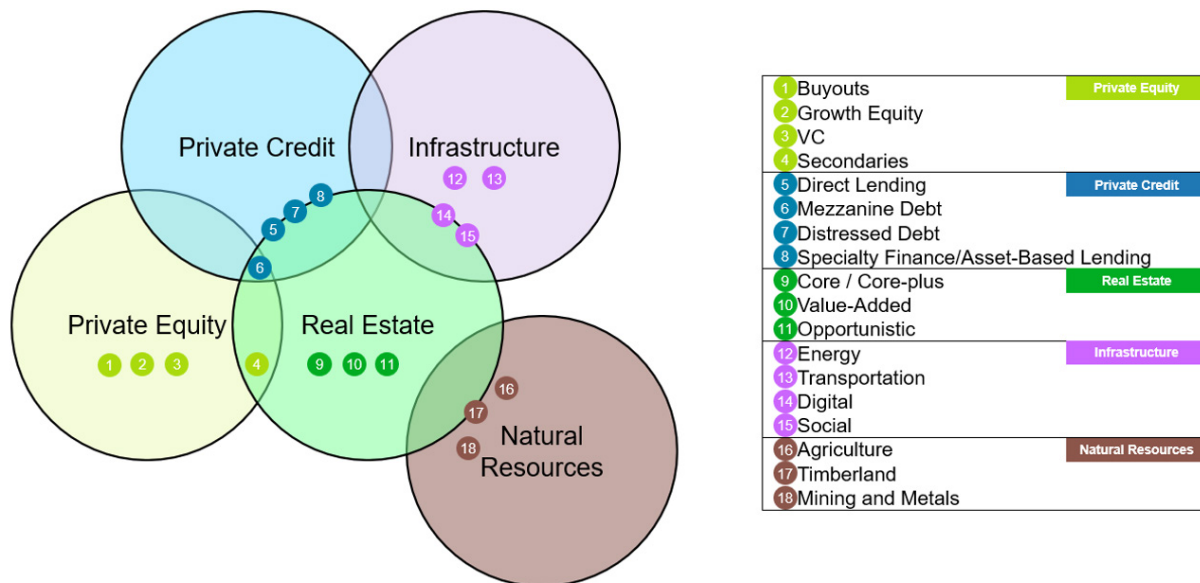 Private Credit
Infrastructure
12 13
8
7
14
5
15
6
Private Equity
Real Estate
1 2 3 4 9 10 11
16
17
Natural
18
Resources
1 Buyouts Private Equity
2 Growth Equity
3 VC
4 Secondaries
5 Direct Lending Private Credit
6 Mezzanine Debt
7 Distressed Debt
8 Specialty Finance/Asset-Based Lending
9 Core / Core-plus Real Estate
10 Value-Added
11 Opportunistic
12 Energy Infrastructure
13 Transportation
14 Digital
15 Social
16 Agriculture Natural Resources
17 Timberland
18 Mining and Metals